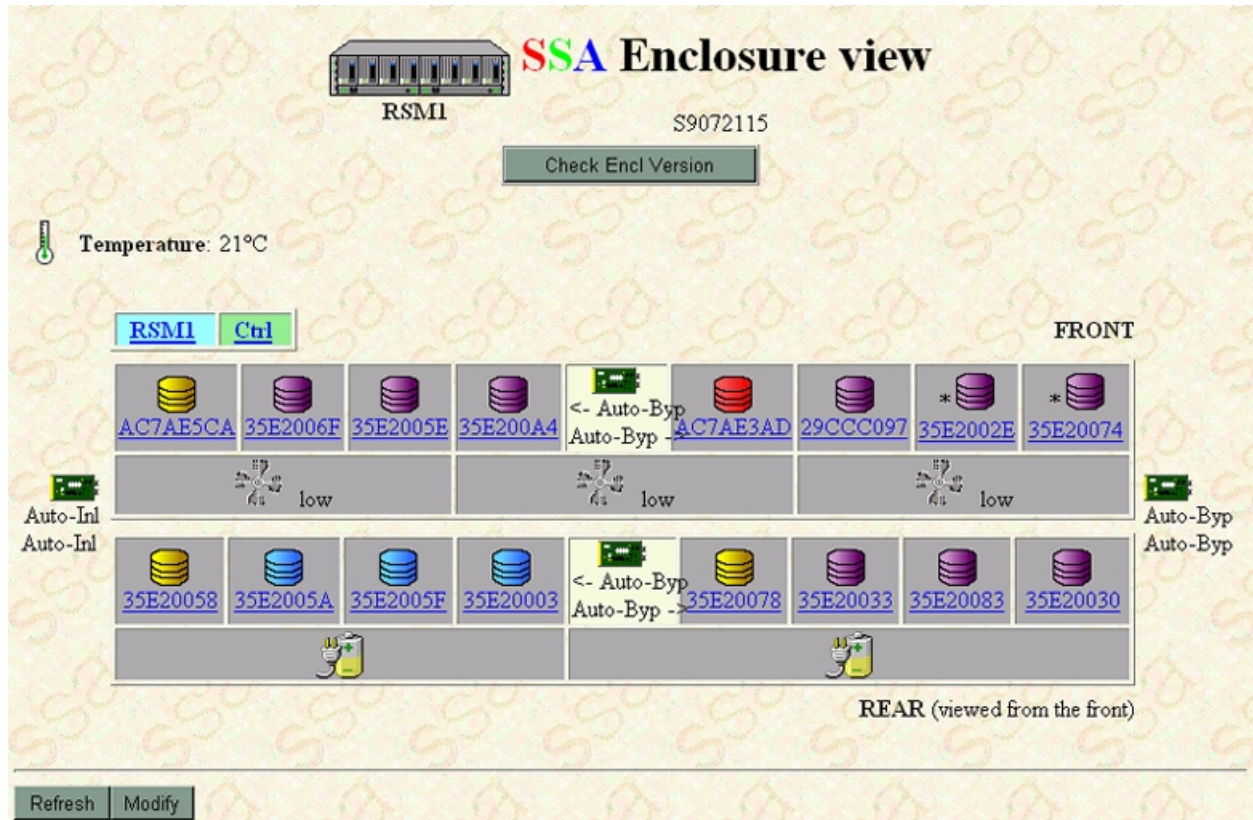 SSA Enclosure view
RSM1
S9072115
Check Encl Version
Temperature: 21°C
RSM1 Ctrl FRONT
AC7AE5CA 35E2006F 35E2005E 35E200A4 <- Auto-Byp AC7AE3AD 29CCC097 * 35E2002E * 35E20074
Auto-Byp ->
low low low
Auto-Inl Auto-Byp
Auto-Inl Auto-Byp
35E20058 35E2005A 35E2005F 35E20003 <- Auto-Byp 35E20078 35E20033 35E20083 35E20030
Auto-Byp ->
REAR (viewed from the front)
Refresh Modify